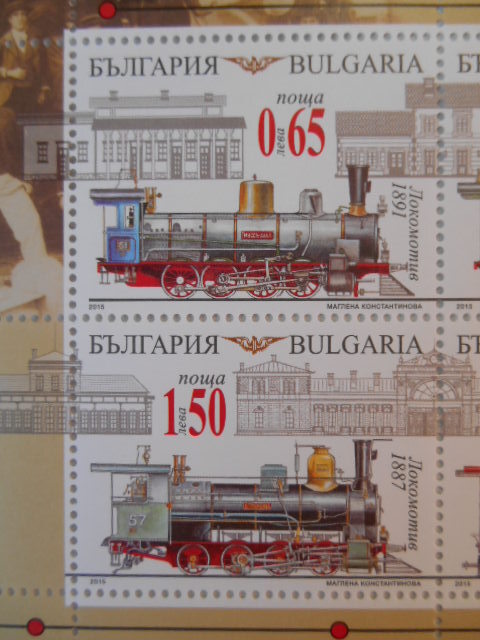 БЪЛГАРИЯ BULGARIA
поща
0 лева 65
Локомотив
1891
51
2015 МАГЛЕНА КОНСТАНТИНОВА 2015
БЪЛГАРИЯ BULGARIA
поща
1 лева 50
Локомотив
1887
57
2015 МАГЛЕНА КОНСТАНТИНОВА 2015